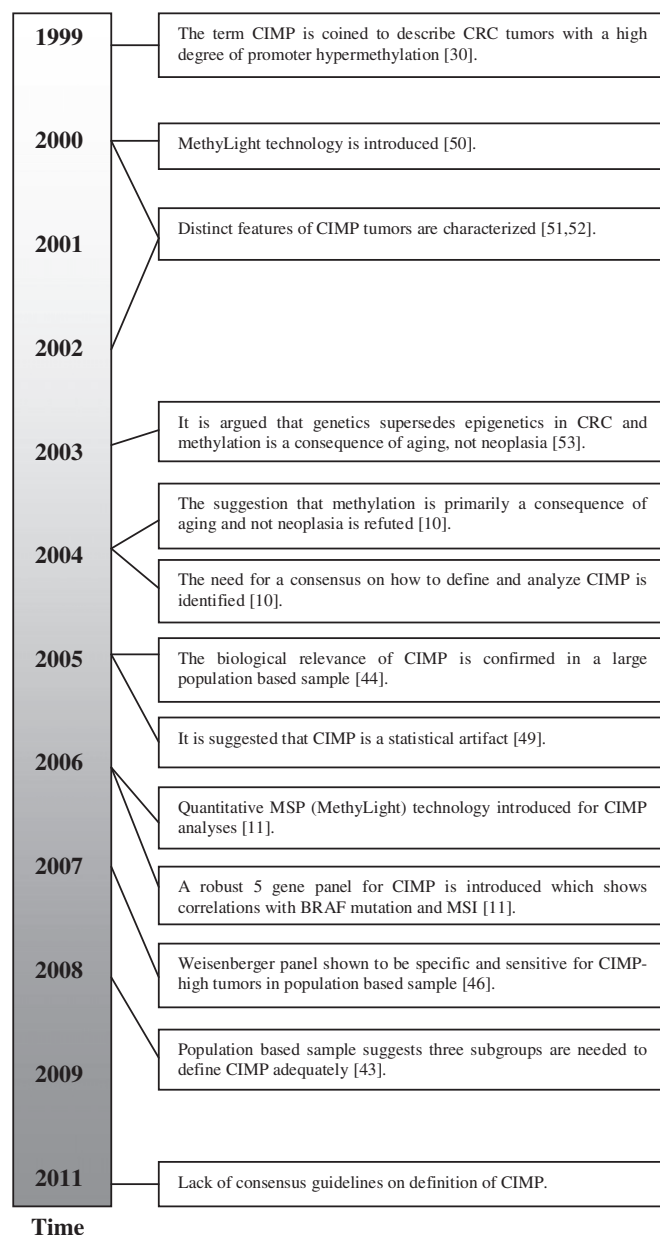 1999
The term CIMP is coined to describe CRC tumors with a high
degree of promoter hypermethylation [30].
2000
MethyLight technology is introduced [50].
2001
Distinct features of CIMP tumors are characterized [51,52].
2002
2003
It is argued that genetics supersedes epigenetics in CRC and
methylation is a consequence of aging, not neoplasia [53].
2004
The suggestion that methylation is primarily a consequence of
aging and not neoplasia is refuted [10].
The need for a consensus on how to define and analyze CIMP is
identified [10].
2005
The biological relevance of CIMP is confirmed in a large
population based sample [44].
It is suggested that CIMP is a statistical artifact [49].
2006
Quantitative MSP (MethyLight) technology introduced for CIMP
analyses [11].
2007
A robust 5 gene panel for CIMP is introduced which shows
correlations with BRAF mutation and MSI [11].
2008
Weisenberger panel shown to be specific and sensitive for CIMP-
high tumors in population based sample [46].
2009
Population based sample suggests three subgroups are needed to
define CIMP adequately [43].
2011
Lack of consensus guidelines on definition of CIMP.
Time